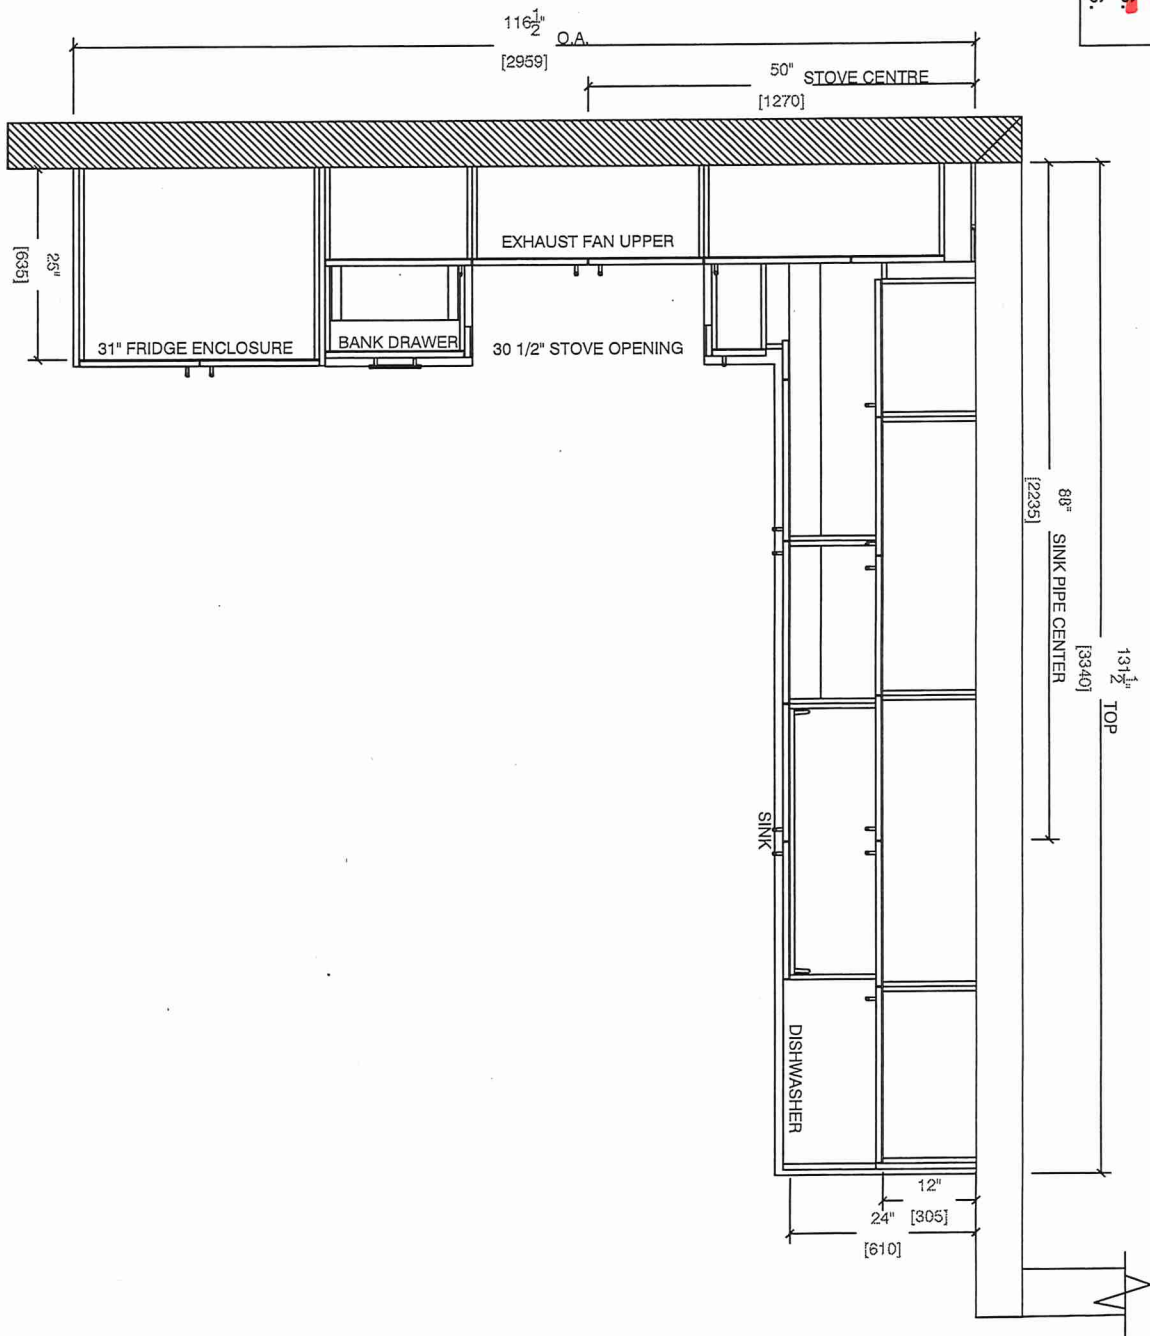 116 1/2" O.A.
[2959]
50" STOVE CENTRE
[1270]
EXHAUST FAN UPPER
25"
[635]
31" FRIDGE ENCLOSURE
BANK DRAWER
30 1/2" STOVE OPENING
88" SINK PIPE CENTER
[2235]
131 1/2" TOP
[3340]
SINK
DISHWASHER
12"
[305]
24"
[610]